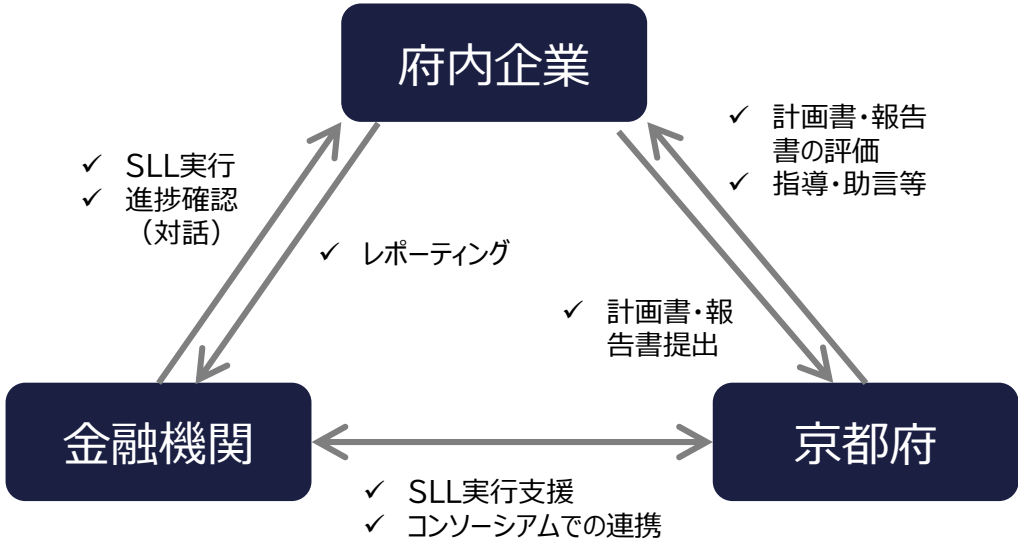 府内企業
✓ SLL実行
✓ 進捗確認
（対話）
✓ レポーティング
✓ 計画書・報告
書の評価
✓ 指導・助言等
✓ 計画書・報
告書提出
金融機関
京都府
✓ SLL実行支援
✓ コンソーシアムでの連携